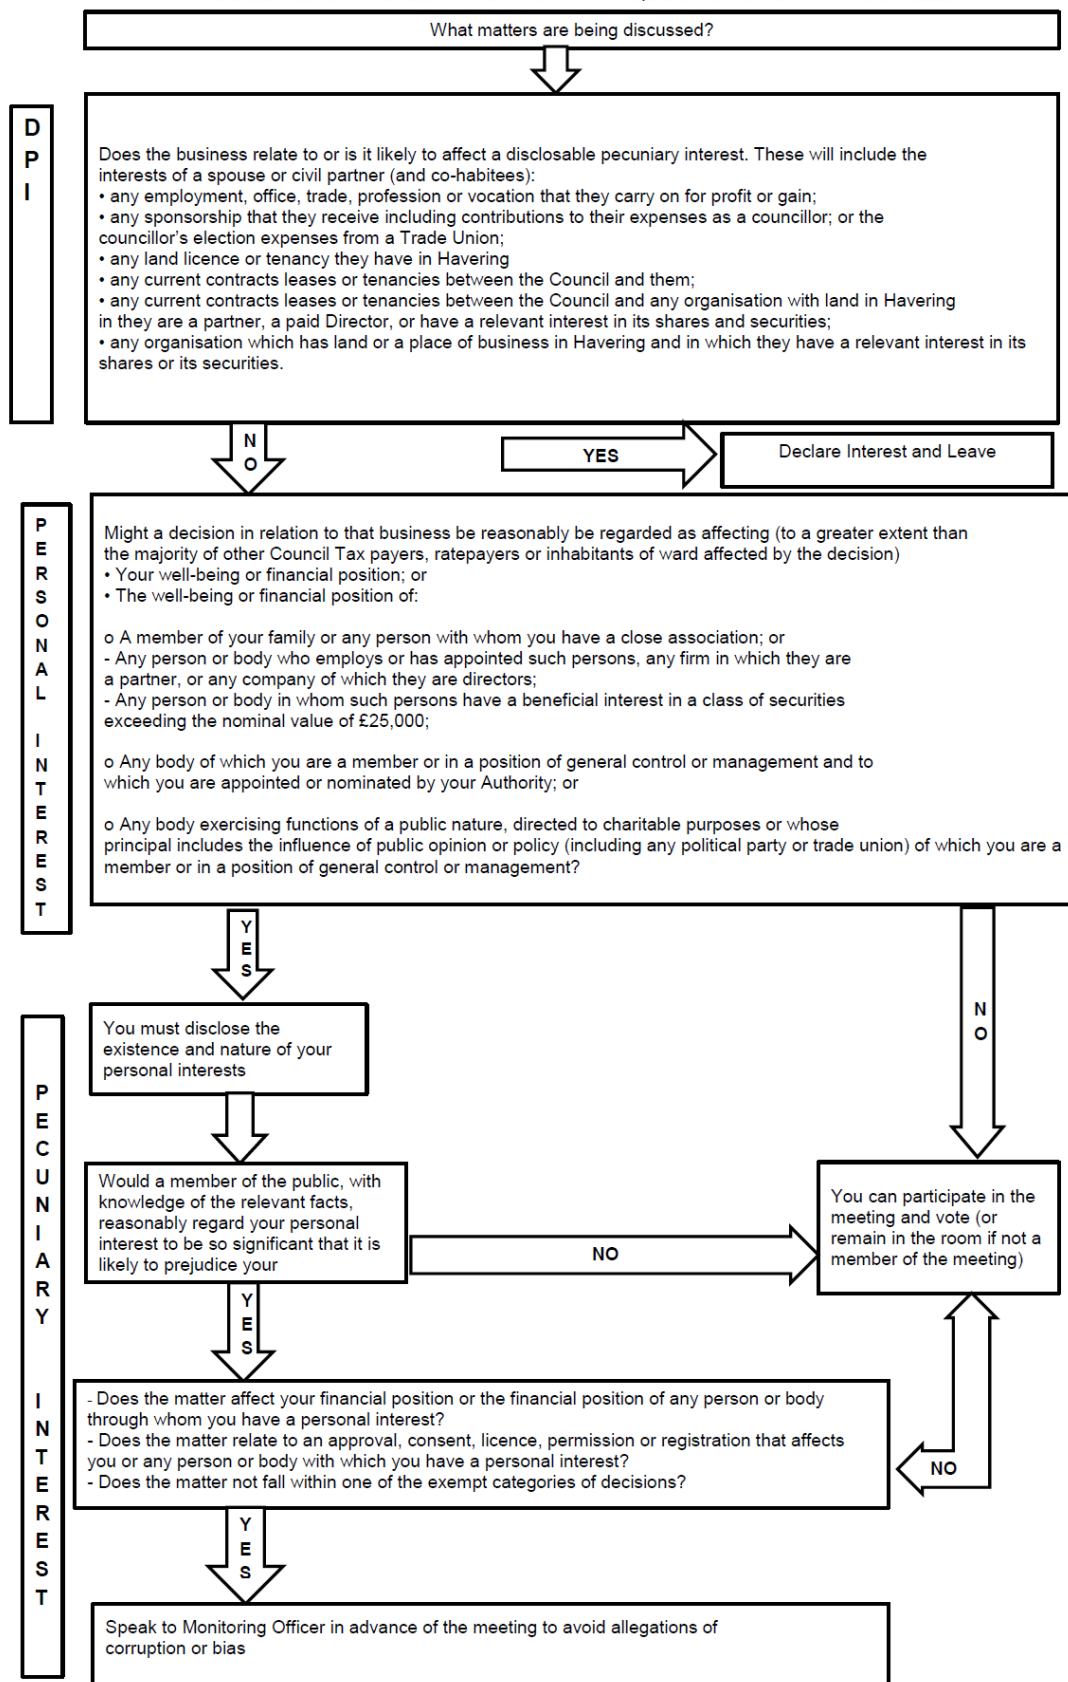 What matters are being discussed?
D
P
I
Does the business relate to or is it likely to affect a disclosable pecuniary interest. These will include the
interests of a spouse or civil partner (and co-habitees):
• any employment, office, trade, profession or vocation that they carry on for profit or gain;
• any sponsorship that they receive including contributions to their expenses as a councillor; or the
councillor's election expenses from a Trade Union;
• any land licence or tenancy they have in Havering
• any current contracts leases or tenancies between the Council and them;
• any current contracts leases or tenancies between the Council and any organisation with land in Havering
in they are a partner, a paid Director, or have a relevant interest in its shares and securities;
• any organisation which has land or a place of business in Havering and in which they have a relevant interest in its
shares or its securities.
N
O
YES
Declare Interest and Leave
P
E
R
S
O
N
A
L
I
N
T
E
R
E
S
T
Might a decision in relation to that business be reasonably be regarded as affecting (to a greater extent than
the majority of other Council Tax payers, ratepayers or inhabitants of ward affected by the decision)
• Your well-being or financial position; or
• The well-being or financial position of:
o A member of your family or any person with whom you have a close association; or
- Any person or body who employs or has appointed such persons, any firm in which they are
a partner, or any company of which they are directors;
- Any person or body in whom such persons have a beneficial interest in a class of securities
exceeding the nominal value of £25,000;
o Any body of which you are a member or in a position of general control or management and to
which you are appointed or nominated by your Authority; or
o Any body exercising functions of a public nature, directed to charitable purposes or whose
principal includes the influence of public opinion or policy (including any political party or trade union) of which you are a
member or in a position of general control or management?
Y
E
S
N
O
P
E
C
U
N
I
A
R
Y
I
N
T
E
R
E
S
T
You must disclose the
existence and nature of your
personal interests
Would a member of the public, with
knowledge of the relevant facts,
reasonably regard your personal
interest to be so significant that it is
likely to prejudice your
NO
You can participate in the
meeting and vote (or
remain in the room if not a
member of the meeting)
Y
E
S
- Does the matter affect your financial position or the financial position of any person or body
through whom you have a personal interest?
- Does the matter relate to an approval, consent, licence, permission or registration that affects
you or any person or body with which you have a personal interest?
- Does the matter not fall within one of the exempt categories of decisions?
NO
Y
E
S
Speak to Monitoring Officer in advance of the meeting to avoid allegations of
corruption or bias